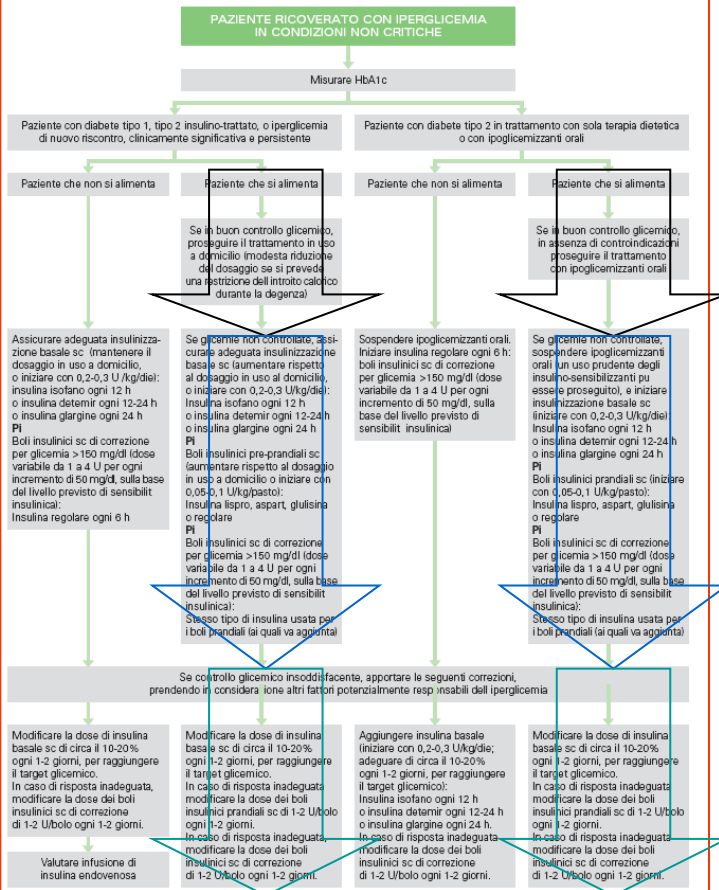 PAZIENTE RICOVERATO CON IPERGLICEMIA
IN CONDIZIONI NON CRITICHE
Misurare HbA1c
Paziente con diabete tipo 1, tipo 2 insulino-trattato, o iperglicemia
di nuovo riscontro, clinicamente significativa e persistente
Paziente con diabete tipo 2 in trattamento con sola terapia dietetica
o con ipoglicemizzanti orali
Paziente che non si alimenta
Paziente che si alimenta
Paziente che non si alimenta
Paziente che si alimenta
Se in buon controllo glicemico,
proseguire il trattamento in uso
a domicilio (modesta riduzione
del dosaggio se si prevede
una restrizione dell introito calorico
durante la degenza)
Se in buon controllo glicemico,
in assenza di controindicazioni
proseguire il trattamento
con ipoglicemizzanti orali
Assicurare adeguata insulinizza-
zione basale sc (mantenere il
dosaggio in uso a domicilio,
o iniziare con 0,2-0,3 U /kg/die):
insulina isofano ogni 12 h
o insulina detemir ogni 12-24 h
o insulina glargine ogni 24 h
Pi
Boli insulinici sc di correzione
per glicemia >150 mg/dl (dose
variabile da 1 a 4 U per ogni
incremento di 50 mg/dl, sulla base
del livello previsto di sensibilit
insulinica):
Insulina regolare ogni 6 h
Se glicemie non controllate, assi-
curare adeguata insulinizzazione
basale sc (aumentare rispetto
al dosaggio in uso al domicilio,
o iniziare con 0,2-0,3 U/kg/die):
Insulina isofano ogni 12 h
o insulina detemir ogni 12-24 h
o insulina glargine ogni 24 h
Pi
Boli insulinici pre-prandiali sc
(aumentare rispetto al dosaggio
in uso a domicilio o iniziare con
0,05-0,1 U/kg/pasto):
Insulina lispro, aspart, glulisina
o regolare
Pi
Boli insulinici sc di correzione
per glicemia >150 mg/dl (dose
variabile da 1 a 4 U per ogni
incremento di 50 mg/dl, sulla base
del livello previsto di sensibilit
insulinica):
Stesso tipo di insulina usata per
i boli prandiali (ai quali va aggiunta)
Sospendere ipoglicemizzanti orali.
Iniziare insulina regolare ogni 6 h:
boli insulinici sc di correzione
per glicemia >150 mg/dl (dose
variabile da 1 a 4 U per ogni
incremento di 50 mg/dl, sulla
base del livello previsto di
sensibilit insulinica)
Se glicemie non controllate,
sospendere ipoglicemizzanti
orali (un uso prudente degli
insulino-sensibilizzanti pu
essere proseguito), e iniziare
insulinizzazione basale sc
(iniziare con 0,2-0,3 U/kg/die):
Insulina isofano ogni 12 h
o insulina detemir ogni 12-24 h
o insulina glargine ogni 24 h
Pi
Boli insulinici prandiali sc (iniziare
con 0,05-0,1 U/kg/pasto):
Insulina lispro, aspart, glulisina
o regolare
Pi
Boli insulinici sc di correzione
per glicemia >150 mg/dl (dose
variabile da 1 a 4 U per ogni
incremento di 50 mg/dl, sulla base
del livello previsto di sensibilit
insulinica):
Stesso tipo di insulina usata per
i boli prandiali (ai quali va aggiunta)
Se controllo glicemico insoddisfacente, apportare le seguenti correzioni,
prendendo in considerazione altri fattori potenzialmente responsabili dell iperglicemia
Modificare la dose di insulina
basale sc di circa il 10-20%
ogni 1-2 giorni, per raggiungere
il target glicemico.
In caso di risposta inadeguata,
modificare la dose dei boli
insulinici sc di correzione
di 1-2 U/bolo ogni 1-2 giorni.
Modificare la dose di insulina
basale sc di circa il 10-20%
ogni 1-2 giorni, per raggiungere
il target glicemico.
In caso di risposta inadeguata
modificare la dose dei boli
insulinici prandiali sc di 1-2 U/bolo
ogni 1-2 giorni.
In caso di risposta inadeguata,
modificare la dose dei boli
insulinici sc di correzione
di 1-2 U/bolo ogni 1-2 giorni.
Aggiungere insulina basale
(iniziare con 0,2-0,3 U/kg/die;
adeguare di circa il 10-20%
ogni 1-2 giorni, per raggiungere
il target glicemico):
Insulina isofano ogni 12 h
o insulina detemir ogni 12-24 h
o insulina glargine ogni 24 h.
In caso di risposta inadeguata
modificare la dose dei boli
insulinici sc di correzione
di 1-2 U/bolo ogni 1-2 giorni.
Modificare la dose di insulina
basale sc di circa il 10-20%
ogni 1-2 giorni, per raggiungere
il target glicemico.
In caso di risposta inadeguata,
modificare la dose dei boli
insulinici prandiali sc di 1-2 U/bolo
ogni 1-2 giorni.
In caso di risposta inadeguata
modificare la dose dei boli
insulinici sc di correzione
di 1-2 U/bolo ogni 1-2 giorni.
Valutare infusione di
insulina endovenosa